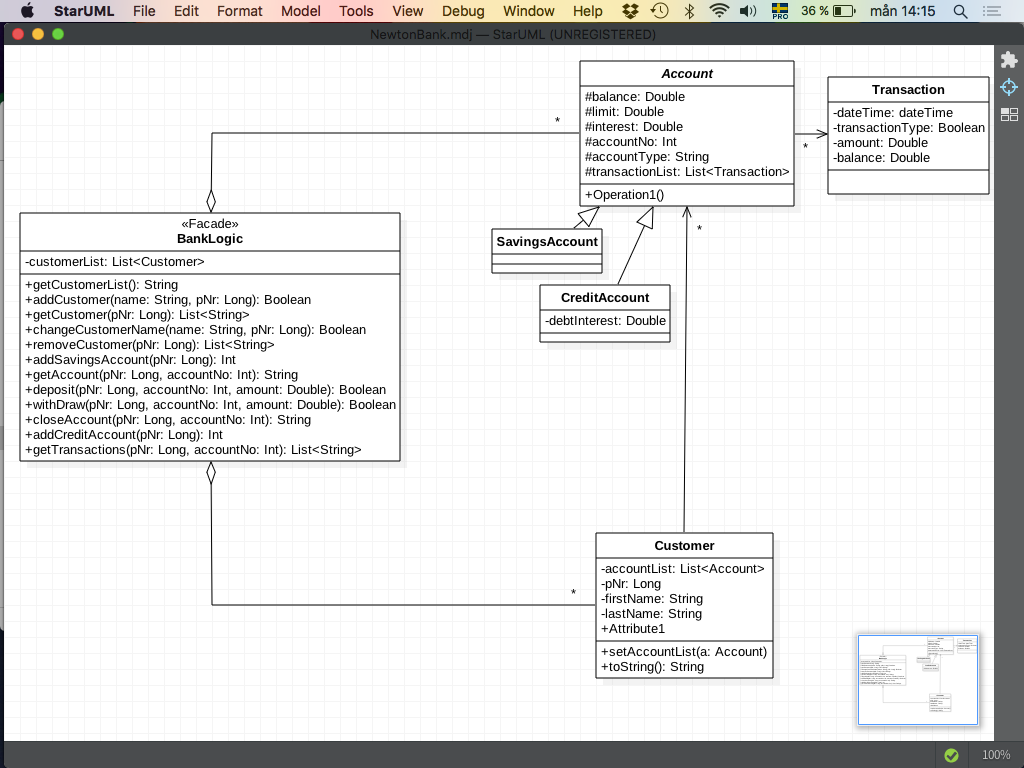 StarUML File Edit Format Model Tools View Debug Window Help PRO 36 % mån 14:15
NewtonBank.mdj — StarUML (UNREGISTERED)
Account
#balance: Double
#limit: Double
#interest: Double
#accountNo: Int
#accountType: String
#transactionList: List<Transaction>
+Operation1()
Transaction
-dateTime: dateTime
-transactionType: Boolean
-amount: Double
-balance: Double
*
*
«Facade»
BankLogic
-customerList: List<Customer>
+getCustomerList(): String
+addCustomer(name: String, pNr: Long): Boolean
+getCustomer(pNr: Long): List<String>
+changeCustomerName(name: String, pNr: Long): Boolean
+removeCustomer(pNr: Long): List<String>
+addSavingsAccount(pNr: Long): Int
+getAccount(pNr: Long, accountNo: Int): String
+deposit(pNr: Long, accountNo: Int, amount: Double): Boolean
+withDraw(pNr: Long, accountNo: Int, amount: Double): Boolean
+closeAccount(pNr: Long, accountNo: Int): String
+addCreditAccount(pNr: Long): Int
+getTransactions(pNr: Long, accountNo: Int): List<String>
SavingsAccount
*
CreditAccount
-debtInterest: Double
*
Customer
-accountList: List<Account>
-pNr: Long
-firstName: String
-lastName: String
+Attribute1
+setAccountList(a: Account)
+toString(): String
100%